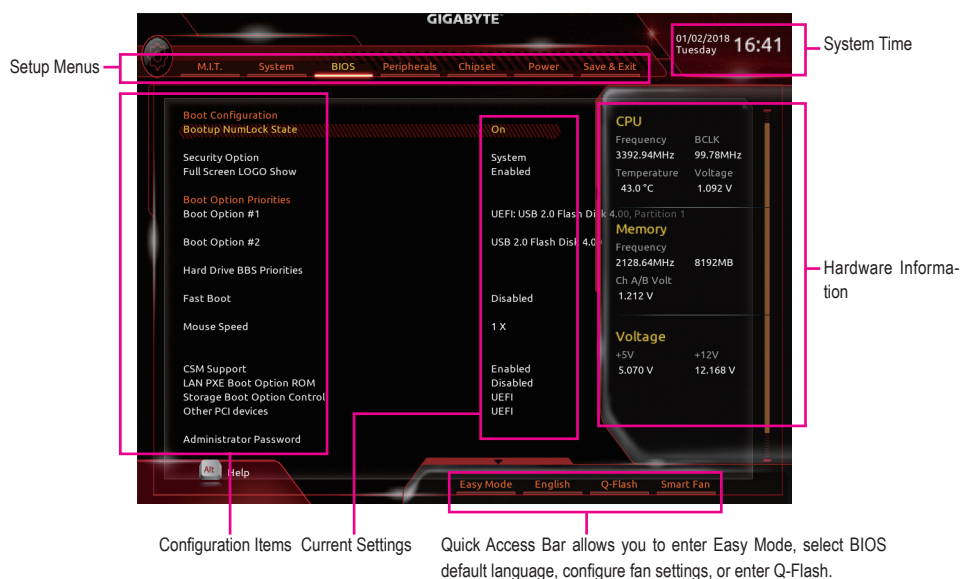 GIGABYTE™
01/02/2018 16:41
Tuesday
System Time
Setup Menus
M.I.T. System BIOS Peripherals Chipset Power Save & Exit
Boot Configuration
Bootup NumLock State On
Security Option System
Full Screen LOGO Show Enabled
Boot Option Priorities
Boot Option #1 UEFI: USB 2.0 Flash Disk 4.00, Partition 1
Boot Option #2 USB 2.0 Flash Disk 4.00
Hard Drive BBS Priorities
Fast Boot Disabled
Mouse Speed 1 X
CSM Support Enabled
LAN PXE Boot Option ROM Disabled
Storage Boot Option Control UEFI
Other PCI devices UEFI
Administrator Password
CPU
Frequency BCLK
3392.94MHz 99.78MHz
Temperature Voltage
43.0 °C 1.092 V
Memory
Frequency
2128.64MHz 8192MB
Ch A/B Volt
1.212 V
Voltage
+5V +12V
5.070 V 12.168 V
Hardware Informa-
tion
Alt Help
Easy Mode English Q-Flash Smart Fan
Configuration Items Current Settings
Quick Access Bar allows you to enter Easy Mode, select BIOS
default language, configure fan settings, or enter Q-Flash.